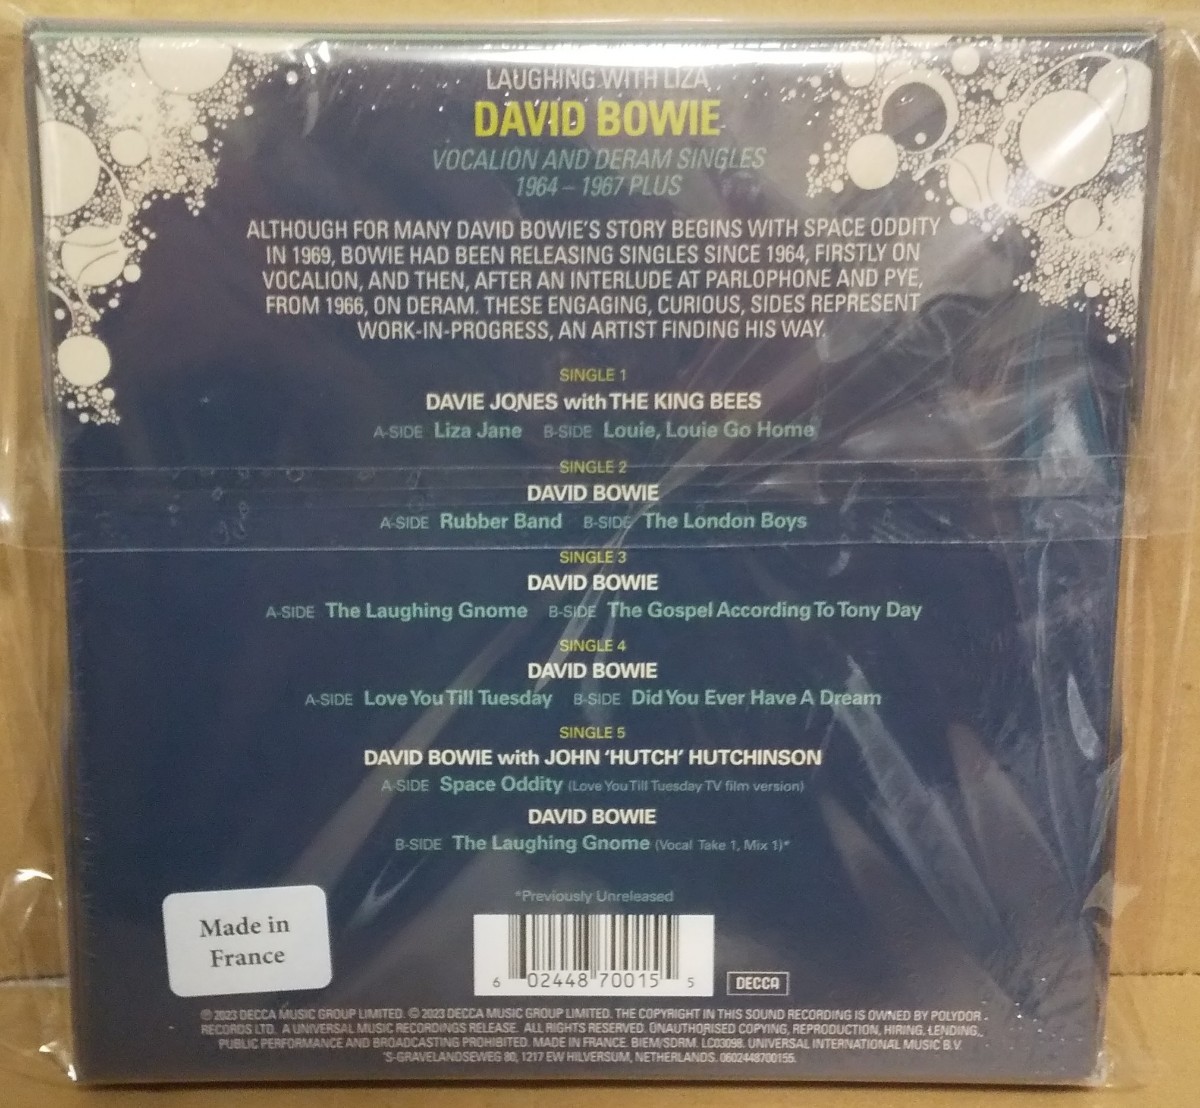 LAUGHING WITH LIZA
DAVID BOWIE
VOCALION AND DERAM SINGLES
1964 – 1967 PLUS
ALTHOUGH FOR MANY DAVID BOWIE'S STORY BEGINS WITH SPACE ODDITY
IN 1969, BOWIE HAD BEEN RELEASING SINGLES SINCE 1964, FIRSTLY ON
VOCALION, AND THEN, AFTER AN INTERLUDE AT PARLOPHONE AND PYE,
FROM 1966, ON DERAM. THESE ENGAGING, CURIOUS, SIDES REPRESENT
WORK-IN-PROGRESS, AN ARTIST FINDING HIS WAY.
SINGLE 1
DAVIE JONES with THE KING BEES
A-SIDE Liza Jane B-SIDE Louie, Louie Go Home
SINGLE 2
DAVID BOWIE
A-SIDE Rubber Band B-SIDE The London Boys
SINGLE 3
DAVID BOWIE
A-SIDE The Laughing Gnome B-SIDE The Gospel According To Tony Day
SINGLE 4
DAVID BOWIE
A-SIDE Love You Till Tuesday B-SIDE Did You Ever Have A Dream
SINGLE 5
DAVID BOWIE with JOHN 'HUTCH' HUTCHINSON
A-SIDE Space Oddity (Love You Till Tuesday TV film version)
DAVID BOWIE
B-SIDE The Laughing Gnome (Vocal Take 1, Mix 1)*
*Previously Unreleased
Made in
France
6 02448 70015 5
DECCA
℗ 2023 DECCA MUSIC GROUP LIMITED. © 2023 DECCA MUSIC GROUP LIMITED. THE COPYRIGHT IN THIS SOUND RECORDING IS OWNED BY POLYDOR
RECORDS LTD. A UNIVERSAL MUSIC RECORDINGS RELEASE. ALL RIGHTS RESERVED. UNAUTHORISED COPYING, REPRODUCTION, HIRING, LENDING,
PUBLIC PERFORMANCE AND BROADCASTING PROHIBITED. MADE IN FRANCE. BIEM/SDRM. LC03098. UNIVERSAL INTERNATIONAL MUSIC B.V.
'S-GRAVELANDSEWEG 80, 1217 EW HILVERSUM, NETHERLANDS. 0602448700155.